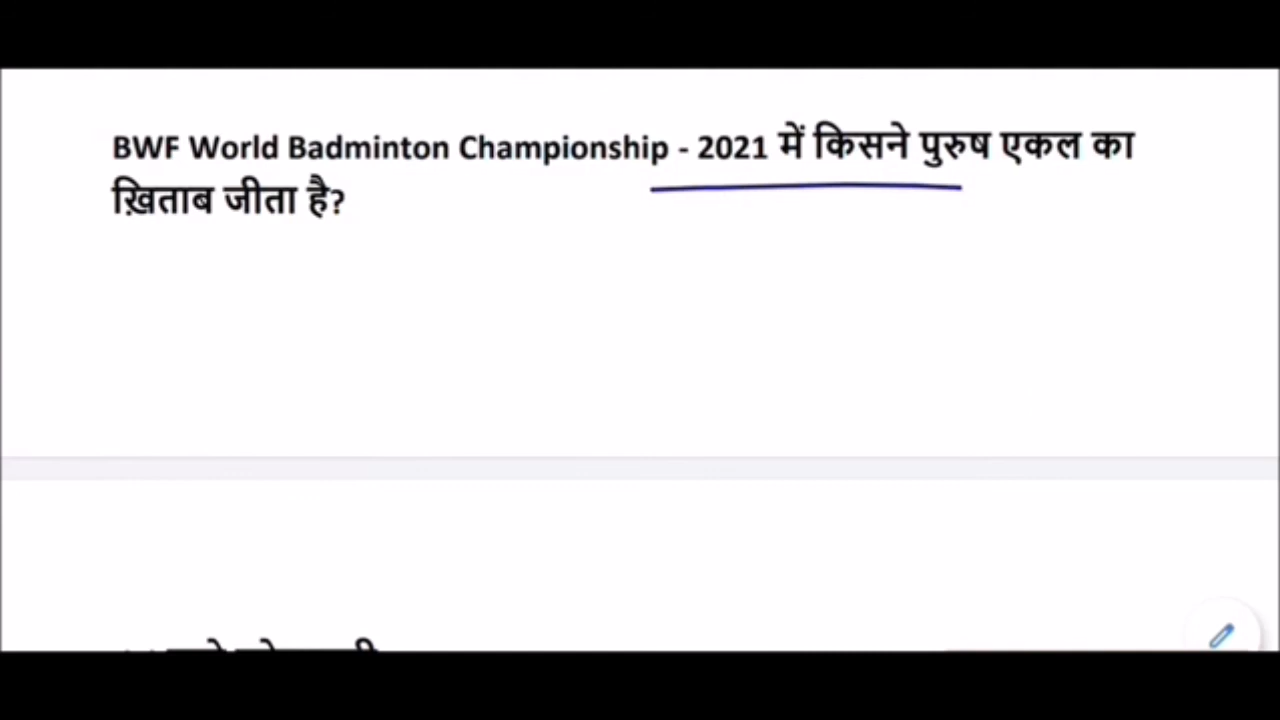 BWF World Badminton Championship - 2021 में किसने पुरुष एकल का
ख़िताब जीता है?